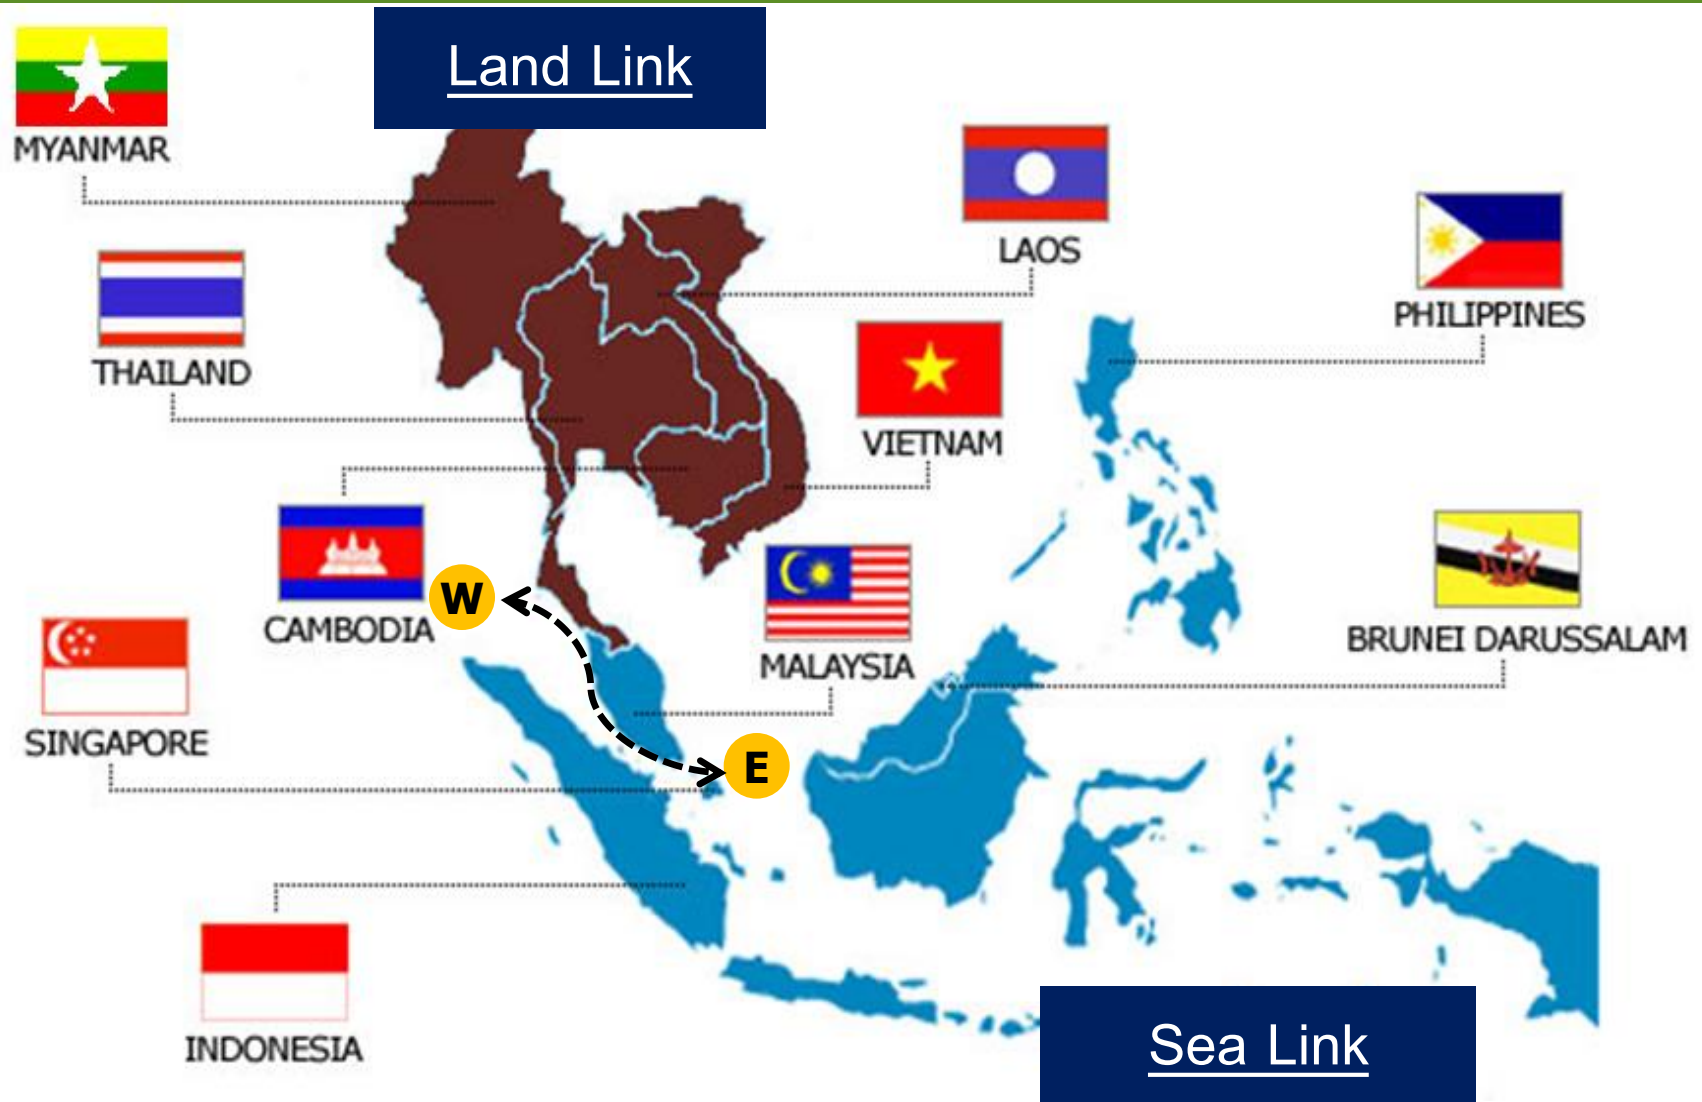 Land Link
MYANMAR
LAOS
PHILIPPINES
THAILAND
VIETNAM
W
CAMBODIA
BRUNEI DARUSSALAM
MALAYSIA
SINGAPORE
E
INDONESIA
Sea Link